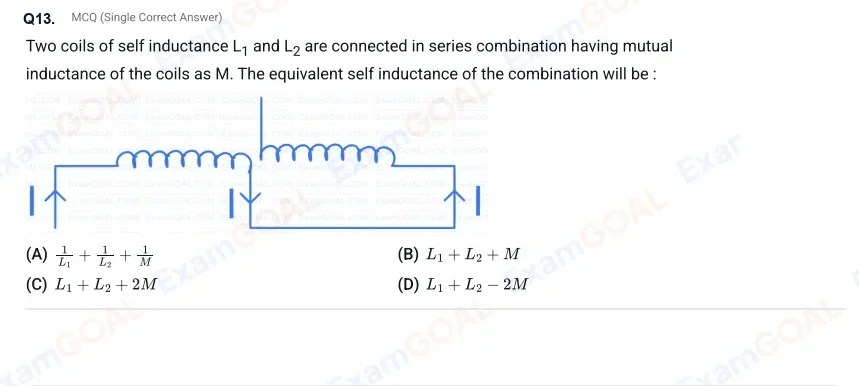 Q13. MCQ (Single Correct Answer)
Two coils of self inductance L₁ and L₂ are connected in series combination having mutual
inductance of the coils as M. The equivalent self inductance of the combination will be :
I I I
(A) 1/L₁ + 1/L₂ + 1/M (B) L₁ + L₂ + M
(C) L₁ + L₂ + 2M (D) L₁ + L₂ − 2M
ExamGOAL